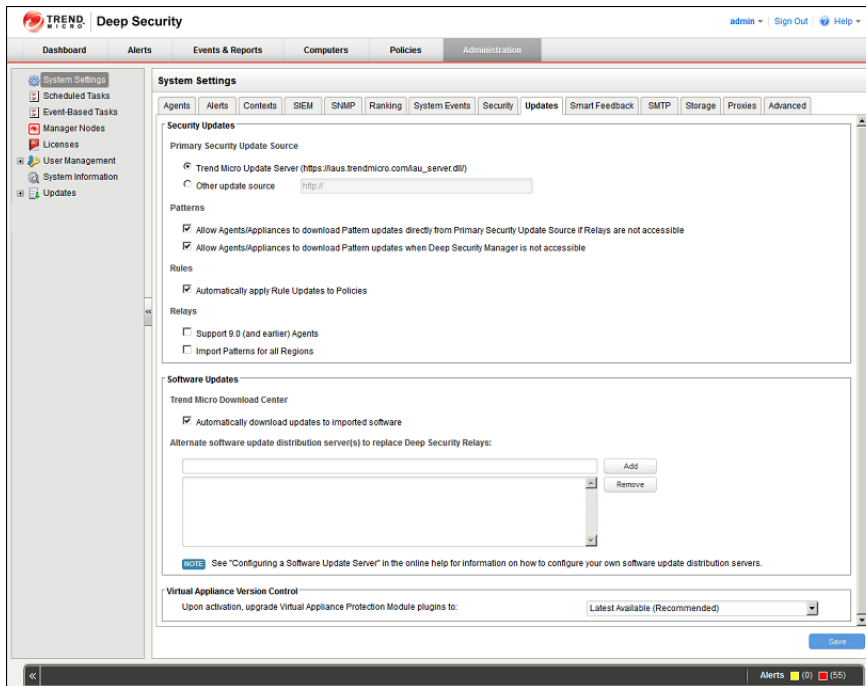 TREND MICRO Deep Security
admin Sign Out Help
Dashboard Alerts Events & Reports Computers Policies Administration
System Settings
Scheduled Tasks
Event-Based Tasks
Manager Nodes
Licenses
User Management
System Information
Updates
System Settings
Agents Alerts Contexts SIEM SNMP Ranking System Events Security Updates Smart Feedback SMTP Storage Proxies Advanced
Security Updates
Primary Security Update Source
Trend Micro Update Server (https://iaus.trendmicro.com/iau_server.dll/)
Other update source http://
Patterns
Allow Agents/Appliances to download Pattern updates directly from Primary Security Update Source if Relays are not accessible
Allow Agents/Appliances to download Pattern updates when Deep Security Manager is not accessible
Rules
Automatically apply Rule Updates to Policies
Relays
Support 9.0 (and earlier) Agents
Import Patterns for all Regions
Software Updates
Trend Micro Download Center
Automatically download updates to imported software
Alternate software update distribution server(s) to replace Deep Security Relays:
Add
Remove
NOTE See "Configuring a Software Update Server" in the online help for information on how to configure your own software update distribution servers.
Virtual Appliance Version Control
Upon activation, upgrade Virtual Appliance Protection Module plugins to: Latest Available (Recommended)
Save
« Alerts (0) (55)